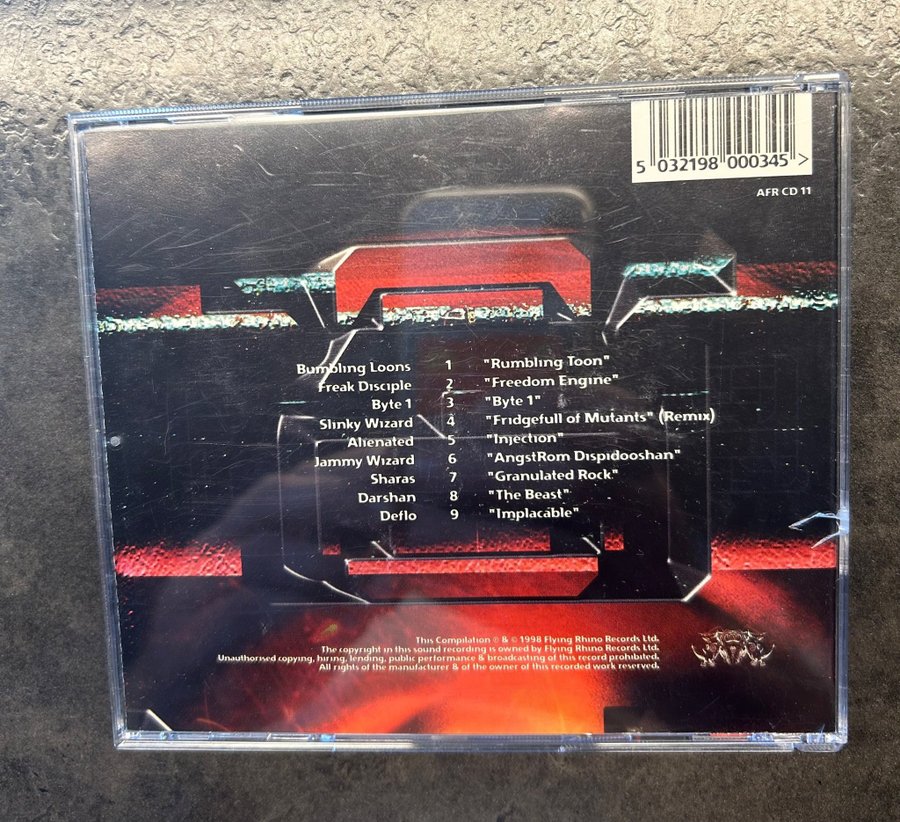 5 032198 000345 >
AFR CD 11
Bumbling Loons 1 "Rumbling Toon"
Freak Disciple 2 "Freedom Engine"
Byte 1 3 "Byte 1"
Slinky Wizard 4 "Fridgefull of Mutants" (Remix)
Alienated 5 "Injection"
Jammy Wizard 6 "AngstRom Dispidooshan"
Sharas 7 "Granulated Rock"
Darshan 8 "The Beast"
Deflo 9 "Implacable"
This Compilation ℗ & © 1998 Flying Rhino Records Ltd.
The copyright in this sound recording is owned by Flying Rhino Records Ltd.
Unauthorised copying, hiring, lending, public performance & broadcasting of this record prohibited.
All rights of the manufacturer & of the owner of this recorded work reserved.